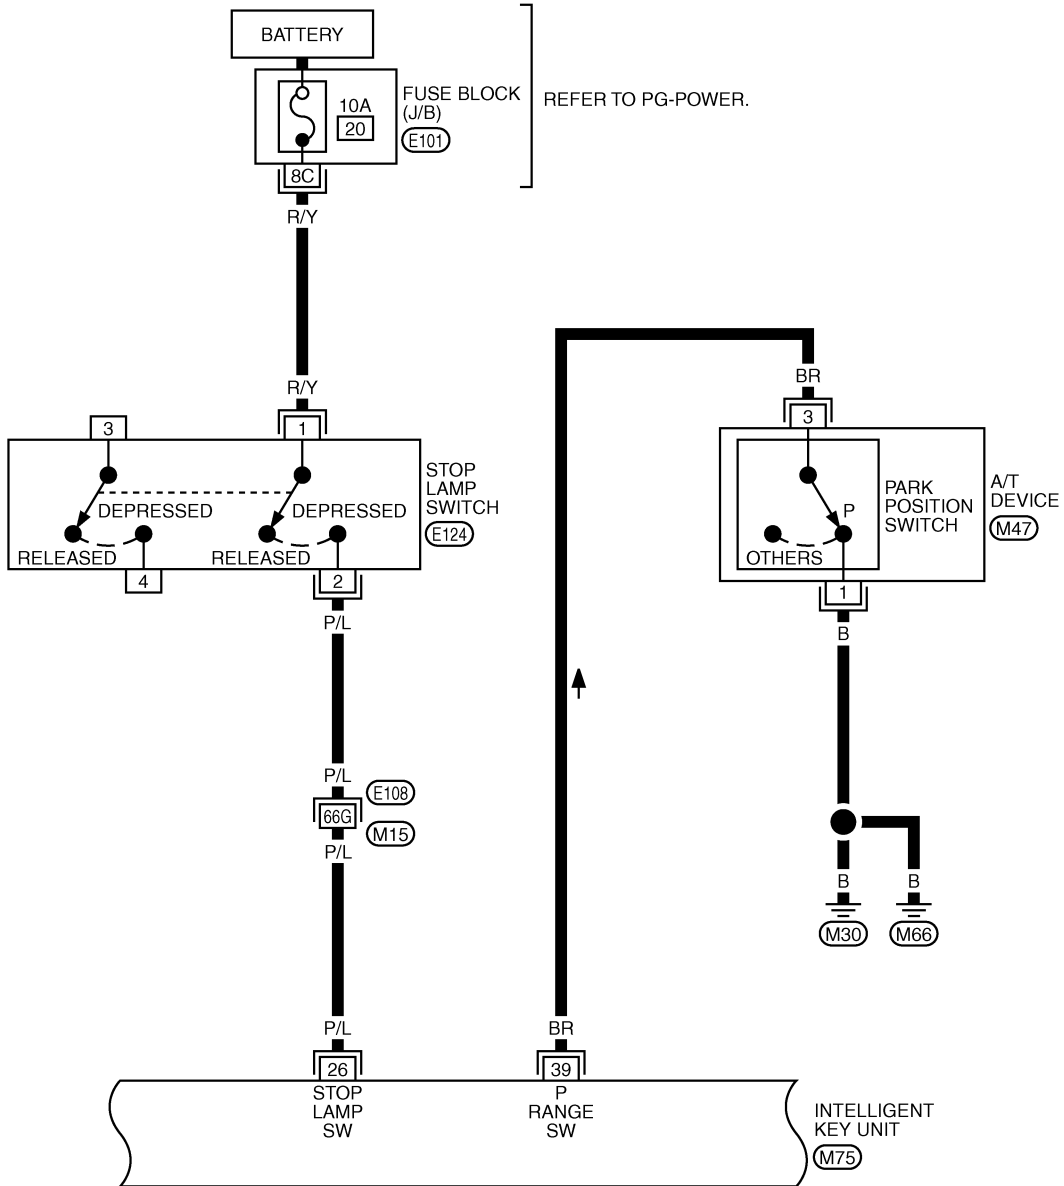 BATTERY
FUSE BLOCK
(J/B)
10A
20
E101
8C
REFER TO PG-POWER.
R/Y
R/Y
BR
3
1
3
STOP
LAMP
SWITCH
E124
DEPRESSED
DEPRESSED
RELEASED
RELEASED
4
2
A/T
DEVICE
M47
PARK
POSITION
SWITCH
P
OTHERS
1
P/L
B
P/L
E108
66G
M15
P/L
B
B
M30
M66
P/L
BR
26
39
STOP
LAMP
SW
P
RANGE
SW
INTELLIGENT
KEY UNIT
M75